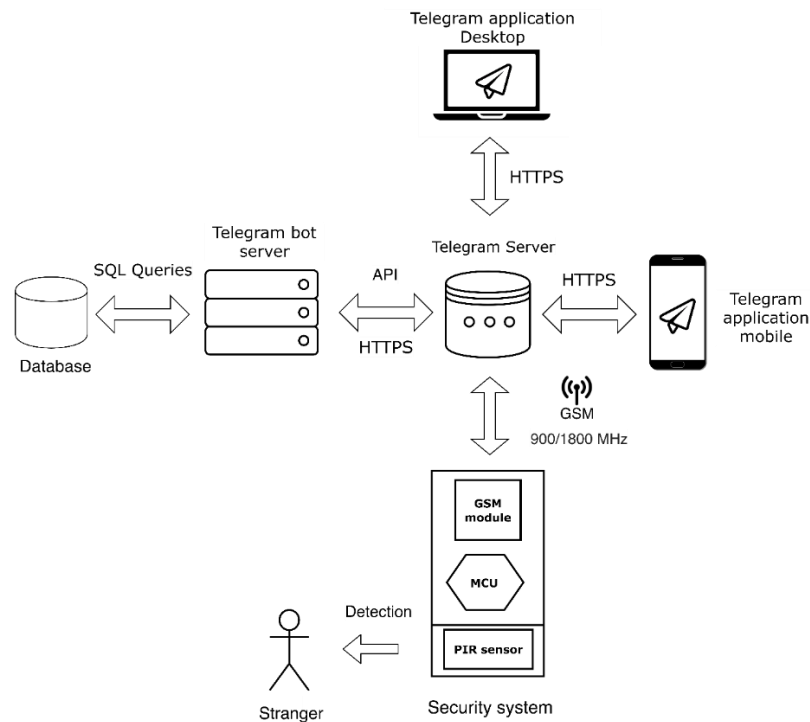 Telegram application
Desktop
HTTPS
Telegram bot
server
Telegram Server
SQL Queries
API
HTTPS
HTTPS
Database
Telegram
application
mobile
GSM
900/1800 MHz
GSM
module
MCU
Detection
PIR sensor
Stranger
Security system